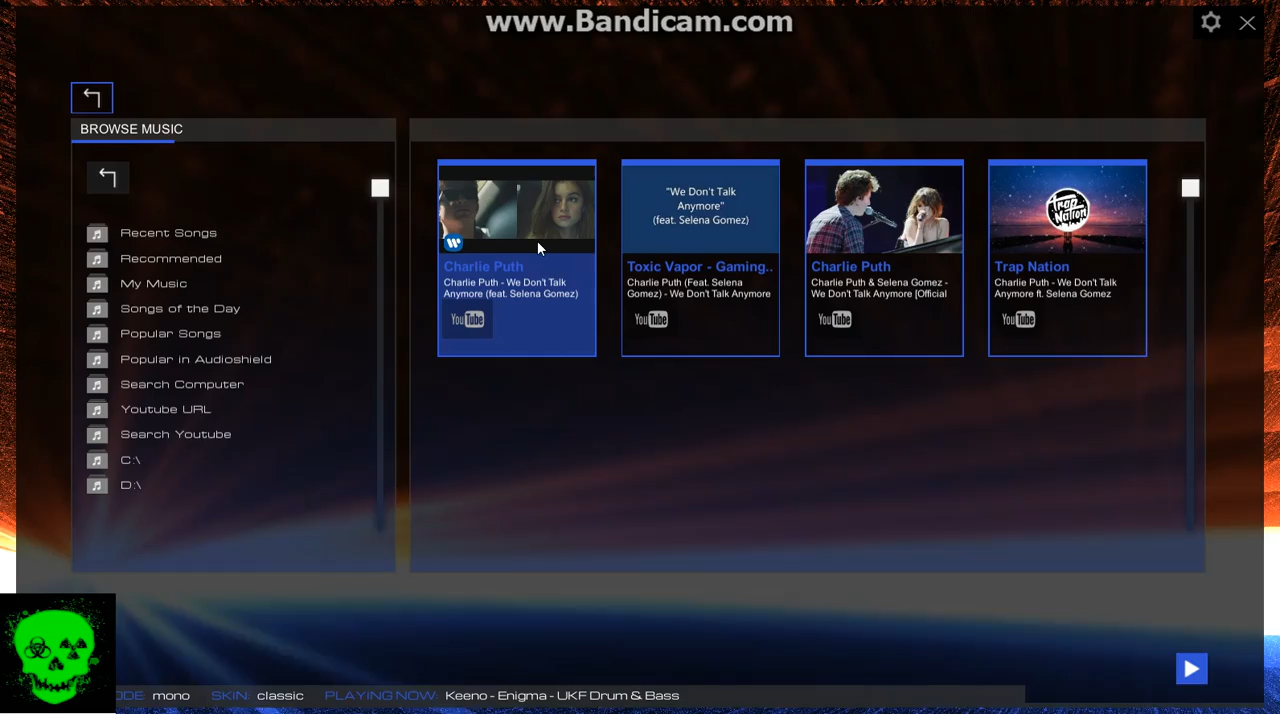 www.Bandicam.com
BROWSE MUSIC
Recent Songs
Recommended
My Music
Songs of the Day
Popular Songs
Popular in Audioshield
Search Computer
Youtube URL
Search Youtube
C:\
D:\
W
Charlie Puth
Charlie Puth - We Don't Talk
Anymore (feat. Selena Gomez)
YouTube
"We Don't Talk
Anymore"
(feat. Selena Gomez)
Toxic Vapor - Gaming..
Charlie Puth (Feat. Selena
Gomez) - We Don't Talk Anymore
YouTube
Charlie Puth
Charlie Puth & Selena Gomez -
We Don't Talk Anymore [Official
YouTube
Trap Nation
Trap Nation
Charlie Puth - We Don't Talk
Anymore ft. Selena Gomez
YouTube
ODE: mono SKIN: classic PLAYING NOW: Keeno - Enigma - UKF Drum & Bass